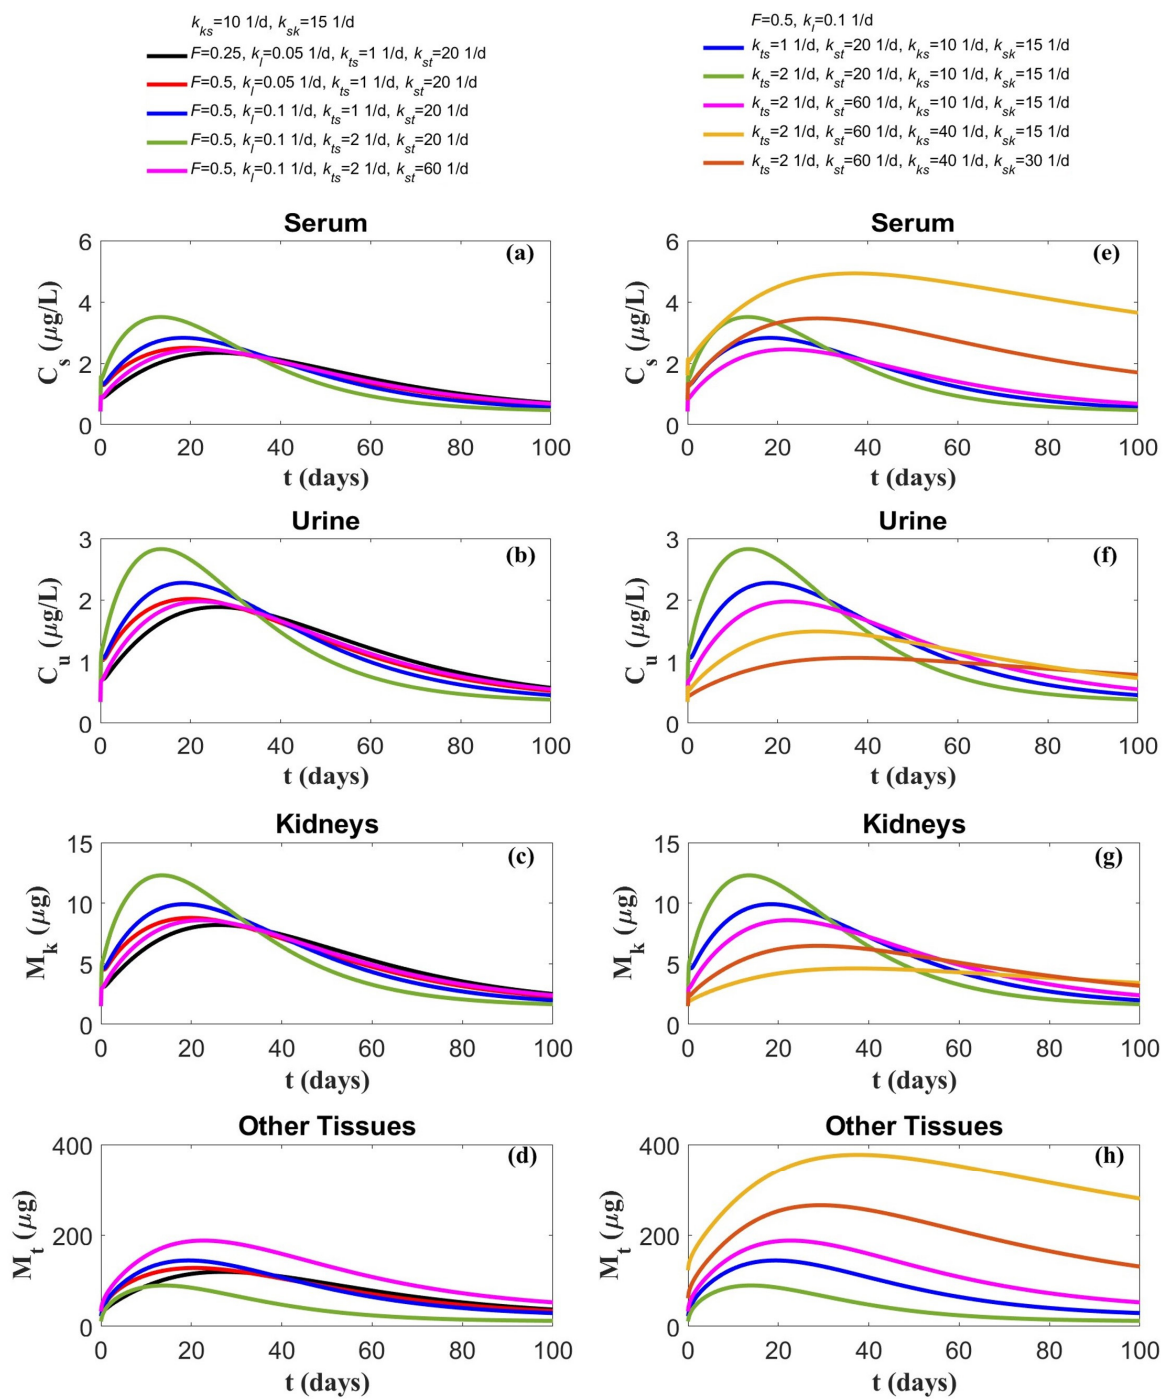 k_ks=10 1/d, k_sk=15 1/d
F=0.25, k_l=0.05 1/d, k_ts=1 1/d, k_st=20 1/d
F=0.5, k_l=0.05 1/d, k_ts=1 1/d, k_st=20 1/d
F=0.5, k_l=0.1 1/d, k_ts=1 1/d, k_st=20 1/d
F=0.5, k_l=0.1 1/d, k_ts=2 1/d, k_st=20 1/d
F=0.5, k_l=0.1 1/d, k_ts=2 1/d, k_st=60 1/d
F=0.5, k_l=0.1 1/d
k_ts=1 1/d, k_st=20 1/d, k_ks=10 1/d, k_sk=15 1/d
k_ts=2 1/d, k_st=20 1/d, k_ks=10 1/d, k_sk=15 1/d
k_ts=2 1/d, k_st=60 1/d, k_ks=10 1/d, k_sk=15 1/d
k_ts=2 1/d, k_st=60 1/d, k_ks=40 1/d, k_sk=15 1/d
k_ts=2 1/d, k_st=60 1/d, k_ks=40 1/d, k_sk=30 1/d
Serum
(a)
C_s (μg/L)
6
4
2
0
0 20 40 60 80 100
t (days)
Serum
(e)
C_s (μg/L)
6
4
2
0
0 20 40 60 80 100
t (days)
Urine
(b)
C_u (μg/L)
3
2
1
0
0 20 40 60 80 100
t (days)
Urine
(f)
C_u (μg/L)
3
2
1
0
0 20 40 60 80 100
t (days)
Kidneys
(c)
M_k (μg)
15
10
5
0
0 20 40 60 80 100
t (days)
Kidneys
(g)
M_k (μg)
15
10
5
0
0 20 40 60 80 100
t (days)
Other Tissues
(d)
M_t (μg)
400
200
0
0 20 40 60 80 100
t (days)
Other Tissues
(h)
M_t (μg)
400
200
0
0 20 40 60 80 100
t (days)